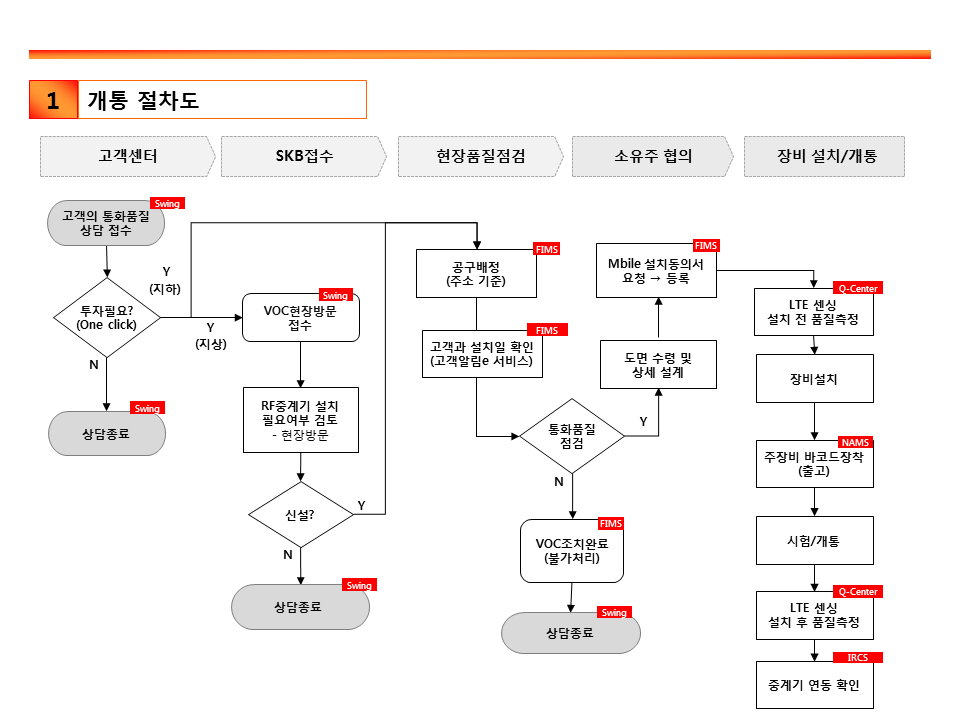 1 개통 절차도
고객센터
SKB접수
현장품질점검
소유주 협의
장비 설치/개통
Swing
고객의 통화품질
상담 접수
투자필요?
(One click)
Y
(지하)
Y
(지상)
N
Swing
상담종료
Swing
VOC현장방문
접수
RF중계기 설치
필요여부 검토
- 현장방문
신설?
Y
N
Swing
상담종료
FIMS
공구배정
(주소 기준)
FIMS
고객과 설치일 확인
(고객알림e 서비스)
통화품질
점검
Y
N
FIMS
VOC조치완료
(불가처리)
Swing
상담종료
FIMS
Mbile 설치동의서
요청 → 등록
도면 수령 및
상세 설계
Q-Center
LTE 센싱
설치 전 품질측정
장비설치
NAMS
주장비 바코드장착
(출고)
시험/개통
Q-Center
LTE 센싱
설치 후 품질측정
IRCS
중계기 연동 확인